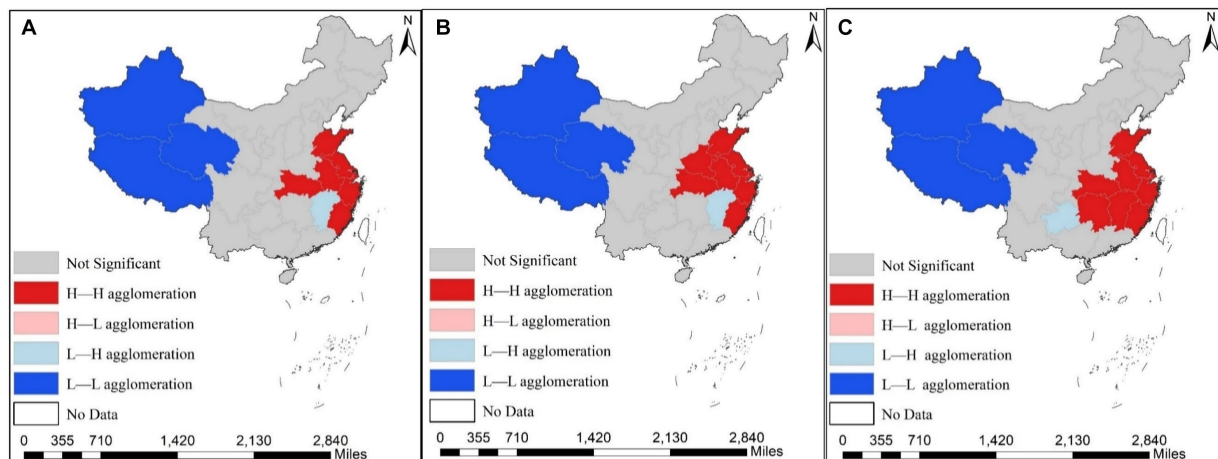 A
N
Not Significant
H—H agglomeration
H—L agglomeration
L—H agglomeration
L—L agglomeration
No Data
0 355 710 1,420 2,130 2,840
Miles
B
N
Not Significant
H—H agglomeration
H—L agglomeration
L—H agglomeration
L—L agglomeration
No Data
0 355 710 1,420 2,130 2,840
Miles
C
N
Not Significant
H—H agglomeration
H—L agglomeration
L—H agglomeration
L—L agglomeration
No Data
0 355 710 1,420 2,130 2,840
Miles